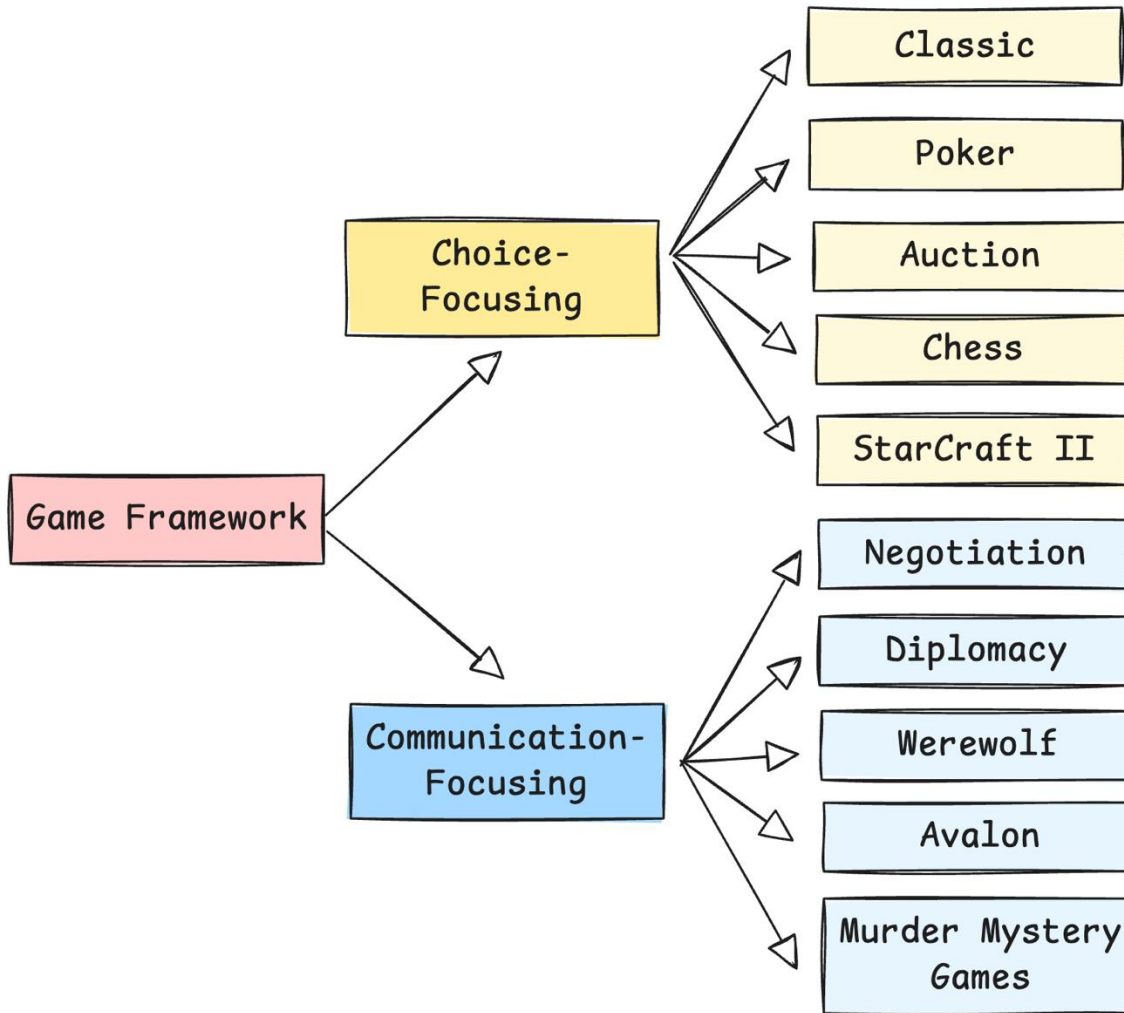 Classic
Poker
Choice-
Focusing
Auction
Chess
StarCraft II
Game Framework
Negotiation
Diplomacy
Communication-
Focusing
Werewolf
Avalon
Murder Mystery
Games